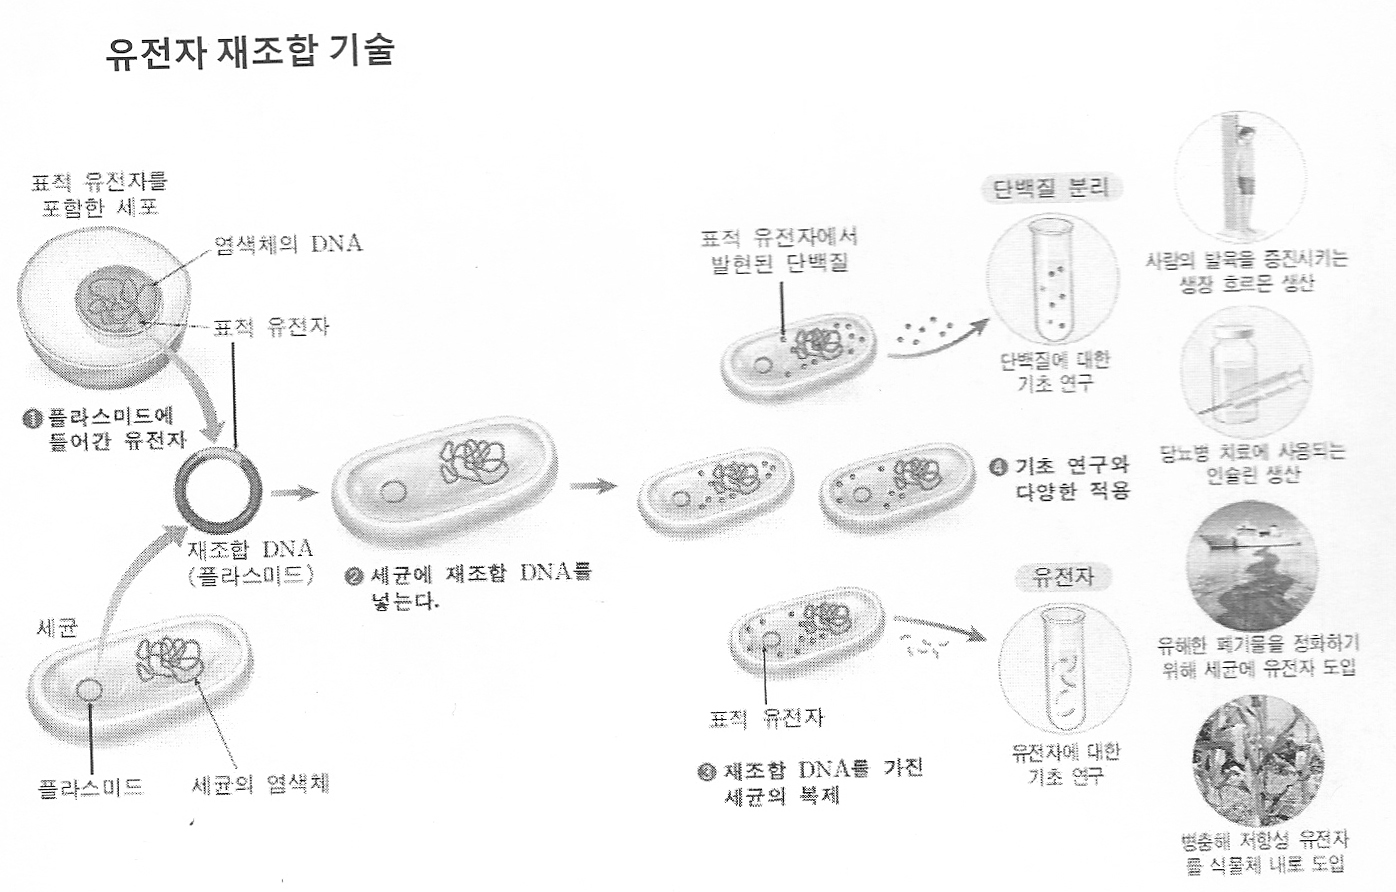 유전자 재조합 기술
표적 유전자를
포함한 세포
염색체의 DNA
표적 유전자
❶ 플라스미드에
들어간 유전자
재조합 DNA
(플라스미드)
세균
플라스미드
세균의 염색체
❷ 세균에 재조합 DNA를
넣는다.
표적 유전자에서
발현된 단백질
표적 유전자
❸ 재조합 DNA를 가진
세균의 복제
단백질 분리
단백질에 대한
기초 연구
❹ 기초 연구와
다양한 적용
유전자
유전자에 대한
기초 연구
사람의 발육을 증진시키는
생장 호르몬 생산
당뇨병 치료에 사용되는
인슐린 생산
유해한 폐기물을 정화하기
위해 세균에 유전자 도입
병충해 저항성 유전자
를 식물체 내로 도입